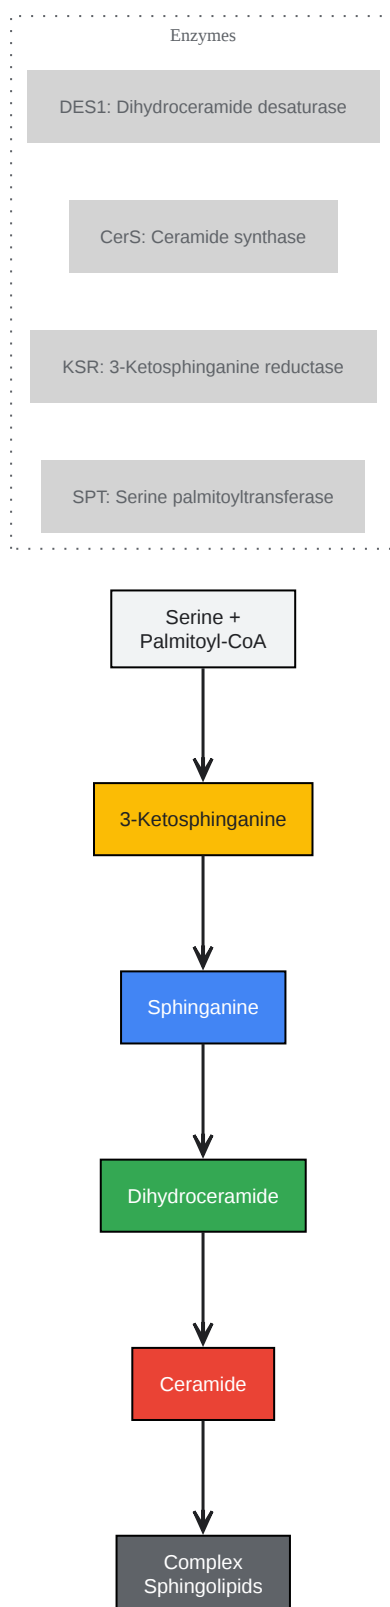 Enzymes
DES1: Dihydroceramide desaturase
CerS: Ceramide synthase
KSR: 3-Ketosphinganine reductase
SPT: Serine palmitoyltransferase
Serine +
Palmitoyl-CoA
3-Ketosphinganine
Sphinganine
Dihydroceramide
Ceramide
Complex
Sphingolipids